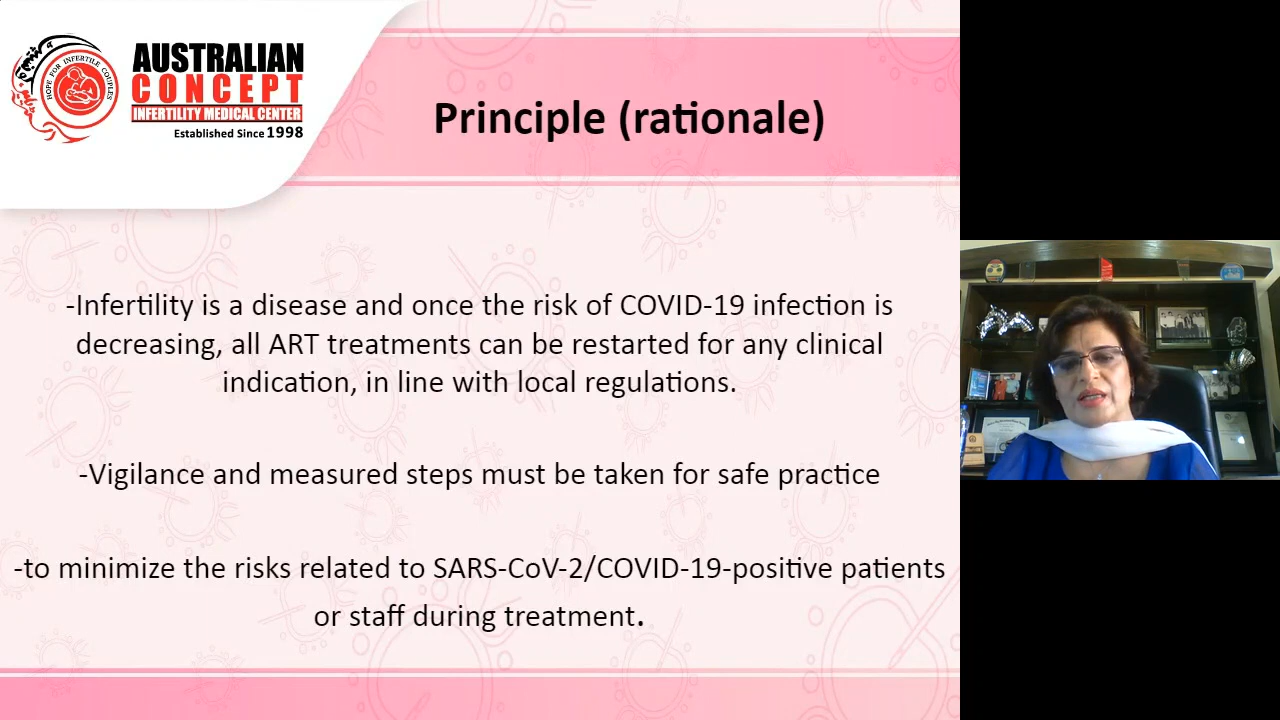 HOPE FOR INFERTILE COUPLES
AUSTRALIAN
CONCEPT
INFERTILITY MEDICAL CENTER
Established Since 1998
Principle (rationale)
-Infertility is a disease and once the risk of COVID-19 infection is
decreasing, all ART treatments can be restarted for any clinical
indication, in line with local regulations.
-Vigilance and measured steps must be taken for safe practice
-to minimize the risks related to SARS-CoV-2/COVID-19-positive patients
or staff during treatment.